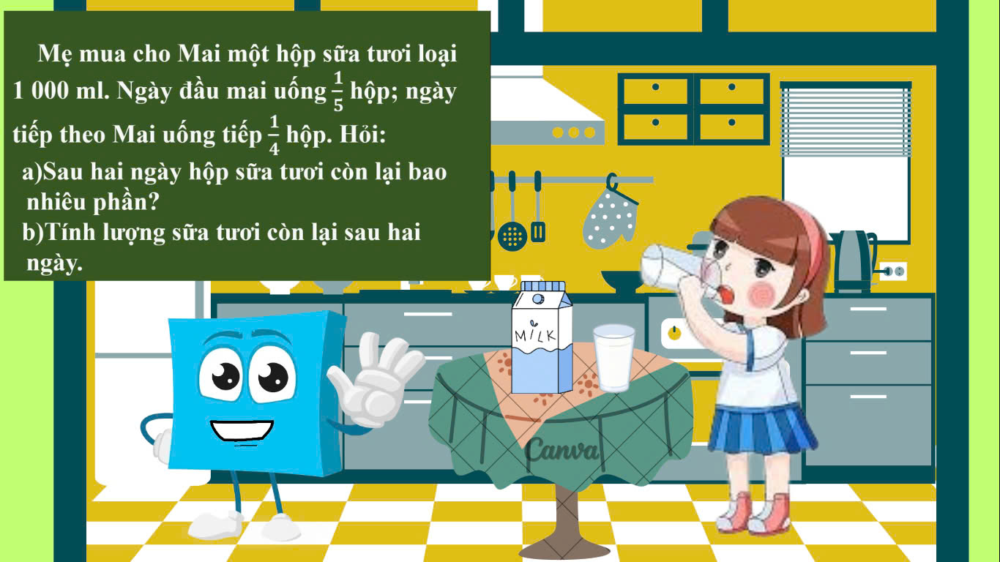 Mẹ mua cho Mai một hộp sữa tươi loại
1 000 ml. Ngày đầu mai uống 1/5 hộp; ngày
tiếp theo Mai uống tiếp 1/4 hộp. Hỏi:
a)Sau hai ngày hộp sữa tươi còn lại bao
nhiêu phần?
b)Tính lượng sữa tươi còn lại sau hai
ngày.
MILK
Canva